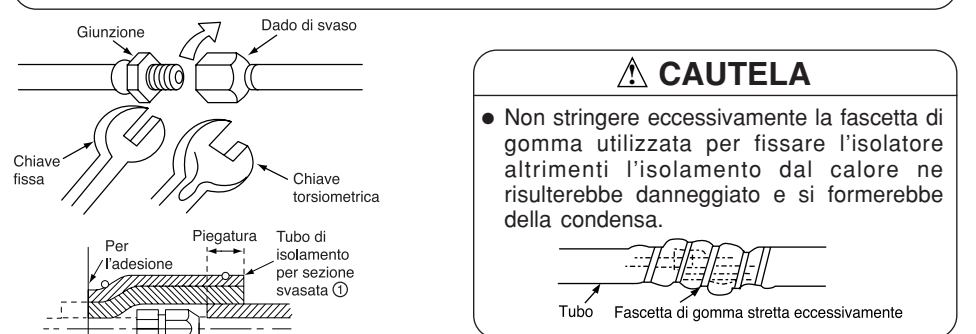 Giunzione
Dado di svaso
Chiave
fissa
Chiave
torsiometrica
Per
l'adesione
Piegatura
Tubo di
isolamento
per sezione
svasata ①
CAUTELA
● Non stringere eccessivamente la fascetta di
gomma utilizzata per fissare l'isolatore
altrimenti l'isolamento dal calore ne
risulterebbe danneggiato e si formerebbe
della condensa.
Tubo
Fascetta di gomma stretta eccessivamente